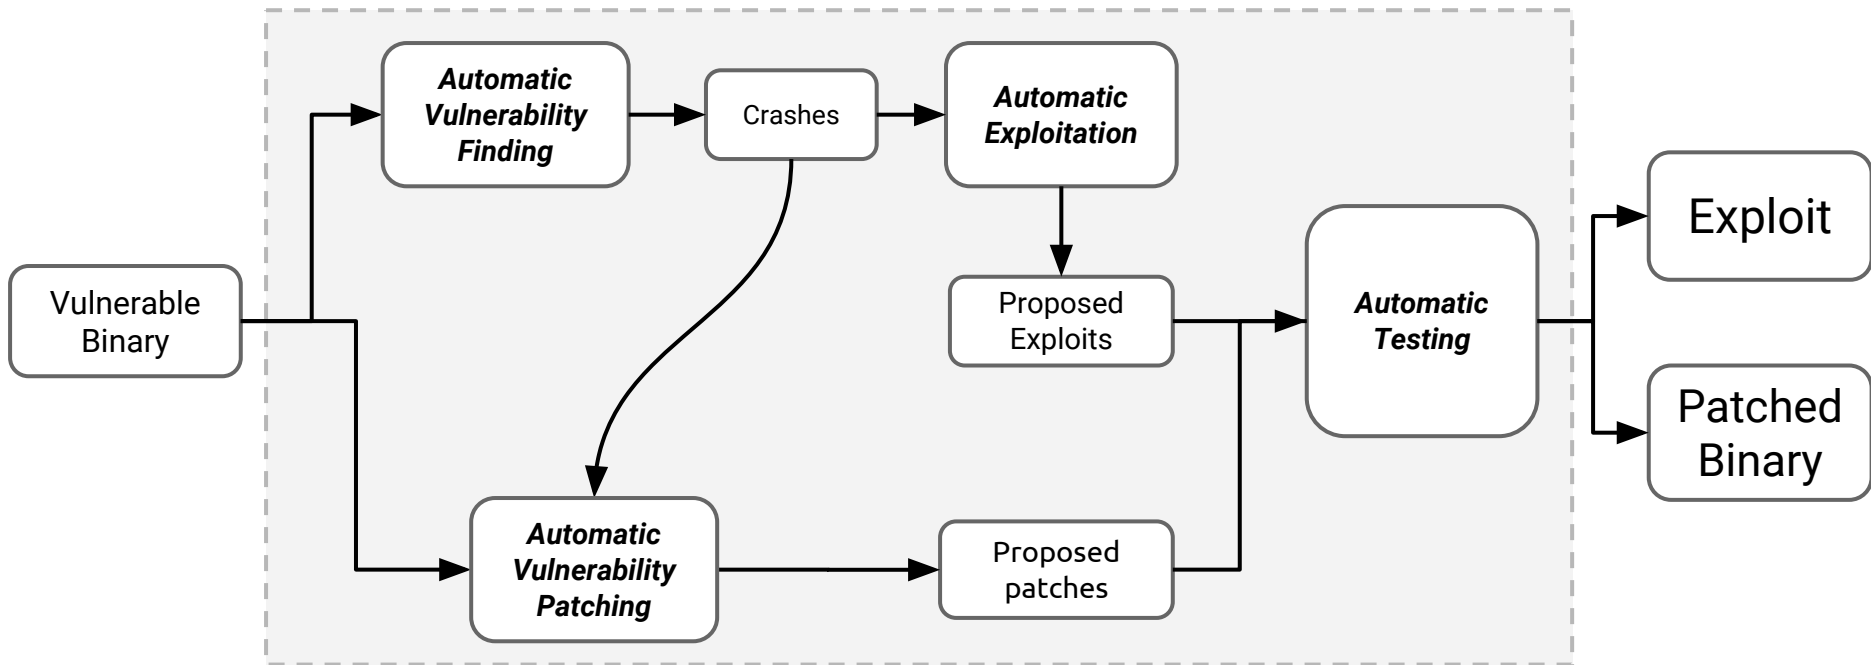 Automatic
Vulnerability
Finding
Crashes
Automatic
Exploitation
Exploit
Vulnerable
Binary
Proposed
Exploits
Automatic
Testing
Patched
Binary
Automatic
Vulnerability
Patching
Proposed
patches